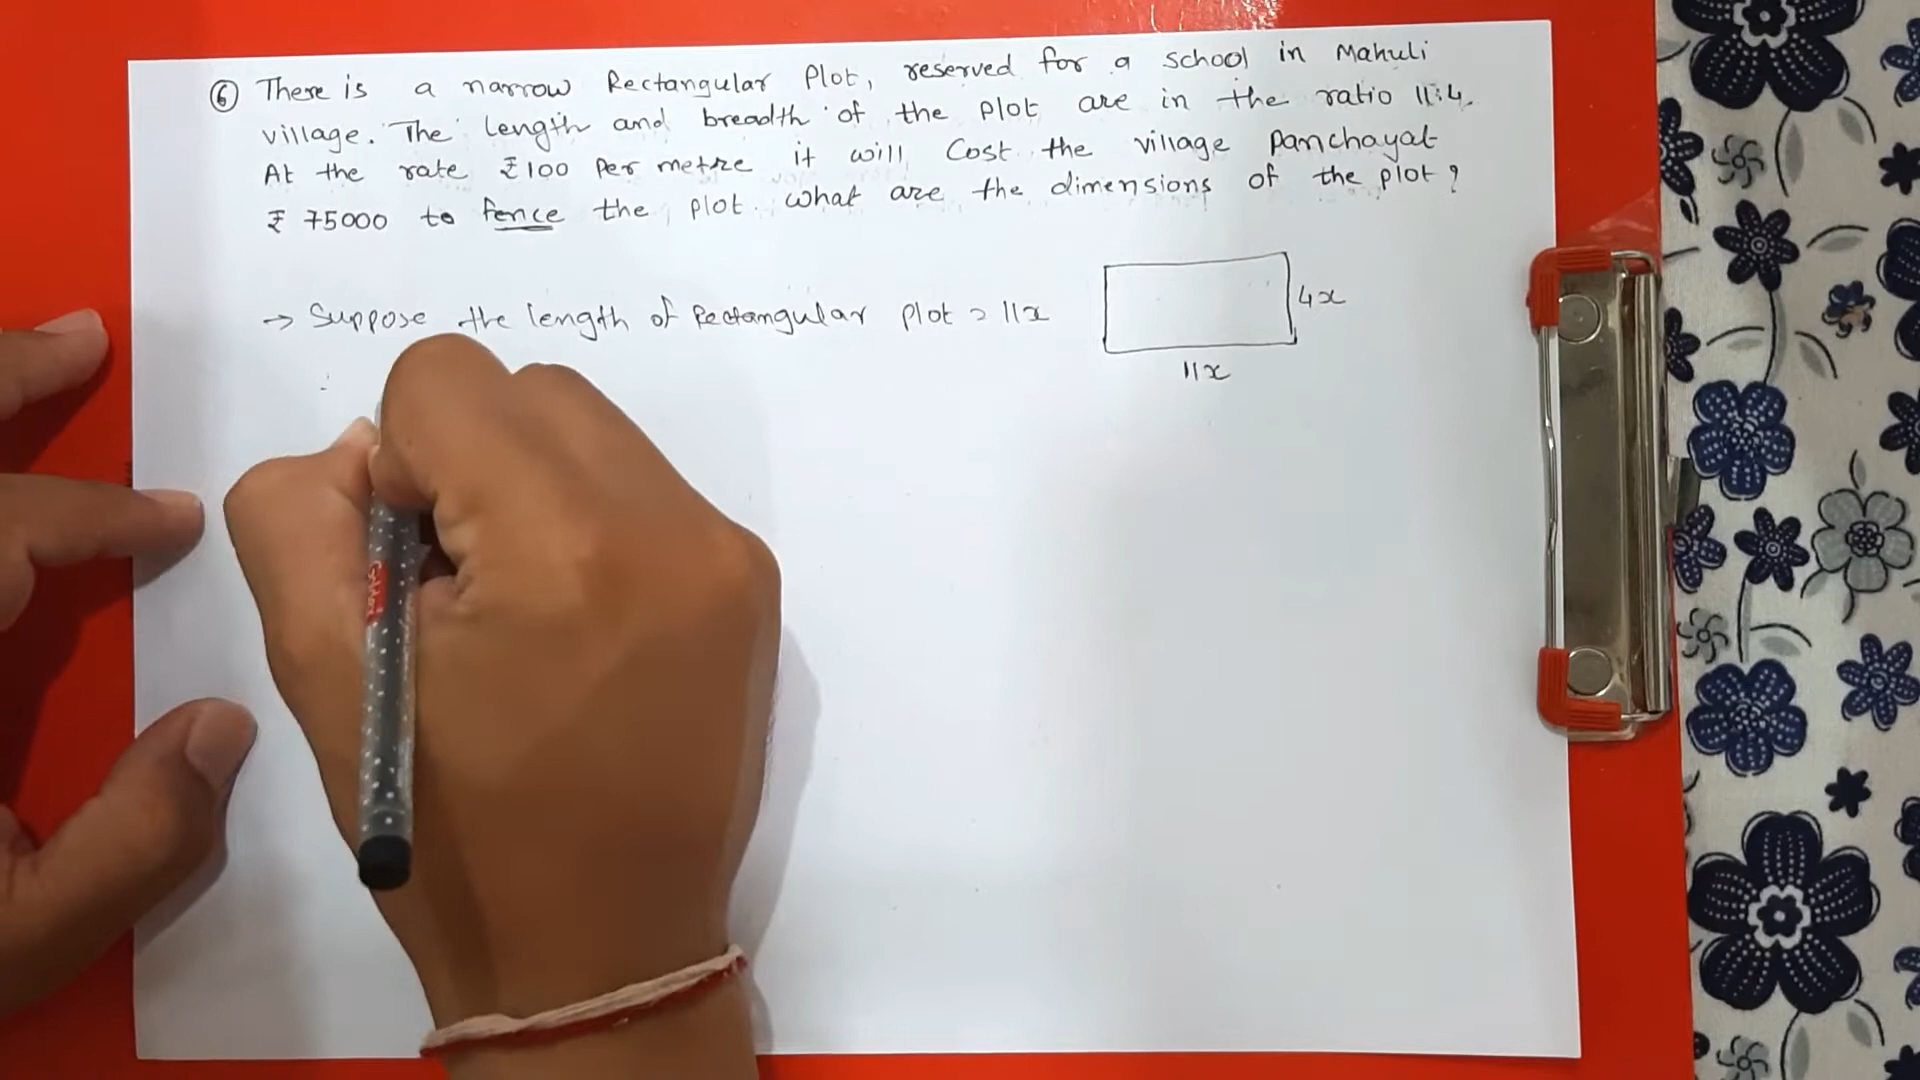 ⑥ There is a narrow Rectangular Plot, reserved for a school in Mahuli
village. The length and breadth of the plot are in the ratio 11:4.
At the rate ₹100 Per metre it will Cost the village panchayat
₹ 75000 to fence the plot. what are the dimensions of the plot?
→ Suppose the length of Rectangular plot = 11x
4x
11x